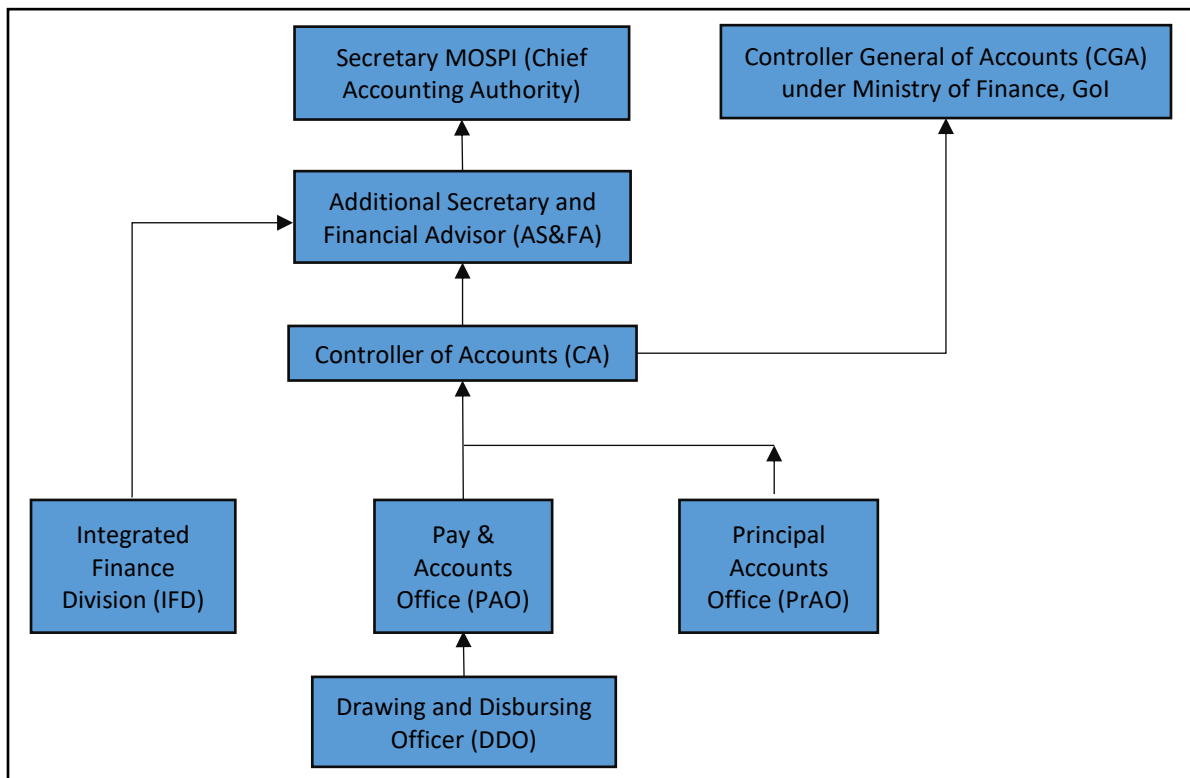 Secretary MOSPI (Chief
Accounting Authority)
Controller General of Accounts (CGA)
under Ministry of Finance, GoI
Additional Secretary and
Financial Advisor (AS&FA)
Controller of Accounts (CA)
Integrated
Finance
Division (IFD)
Pay &
Accounts
Office (PAO)
Principal
Accounts
Office (PrAO)
Drawing and Disbursing
Officer (DDO)